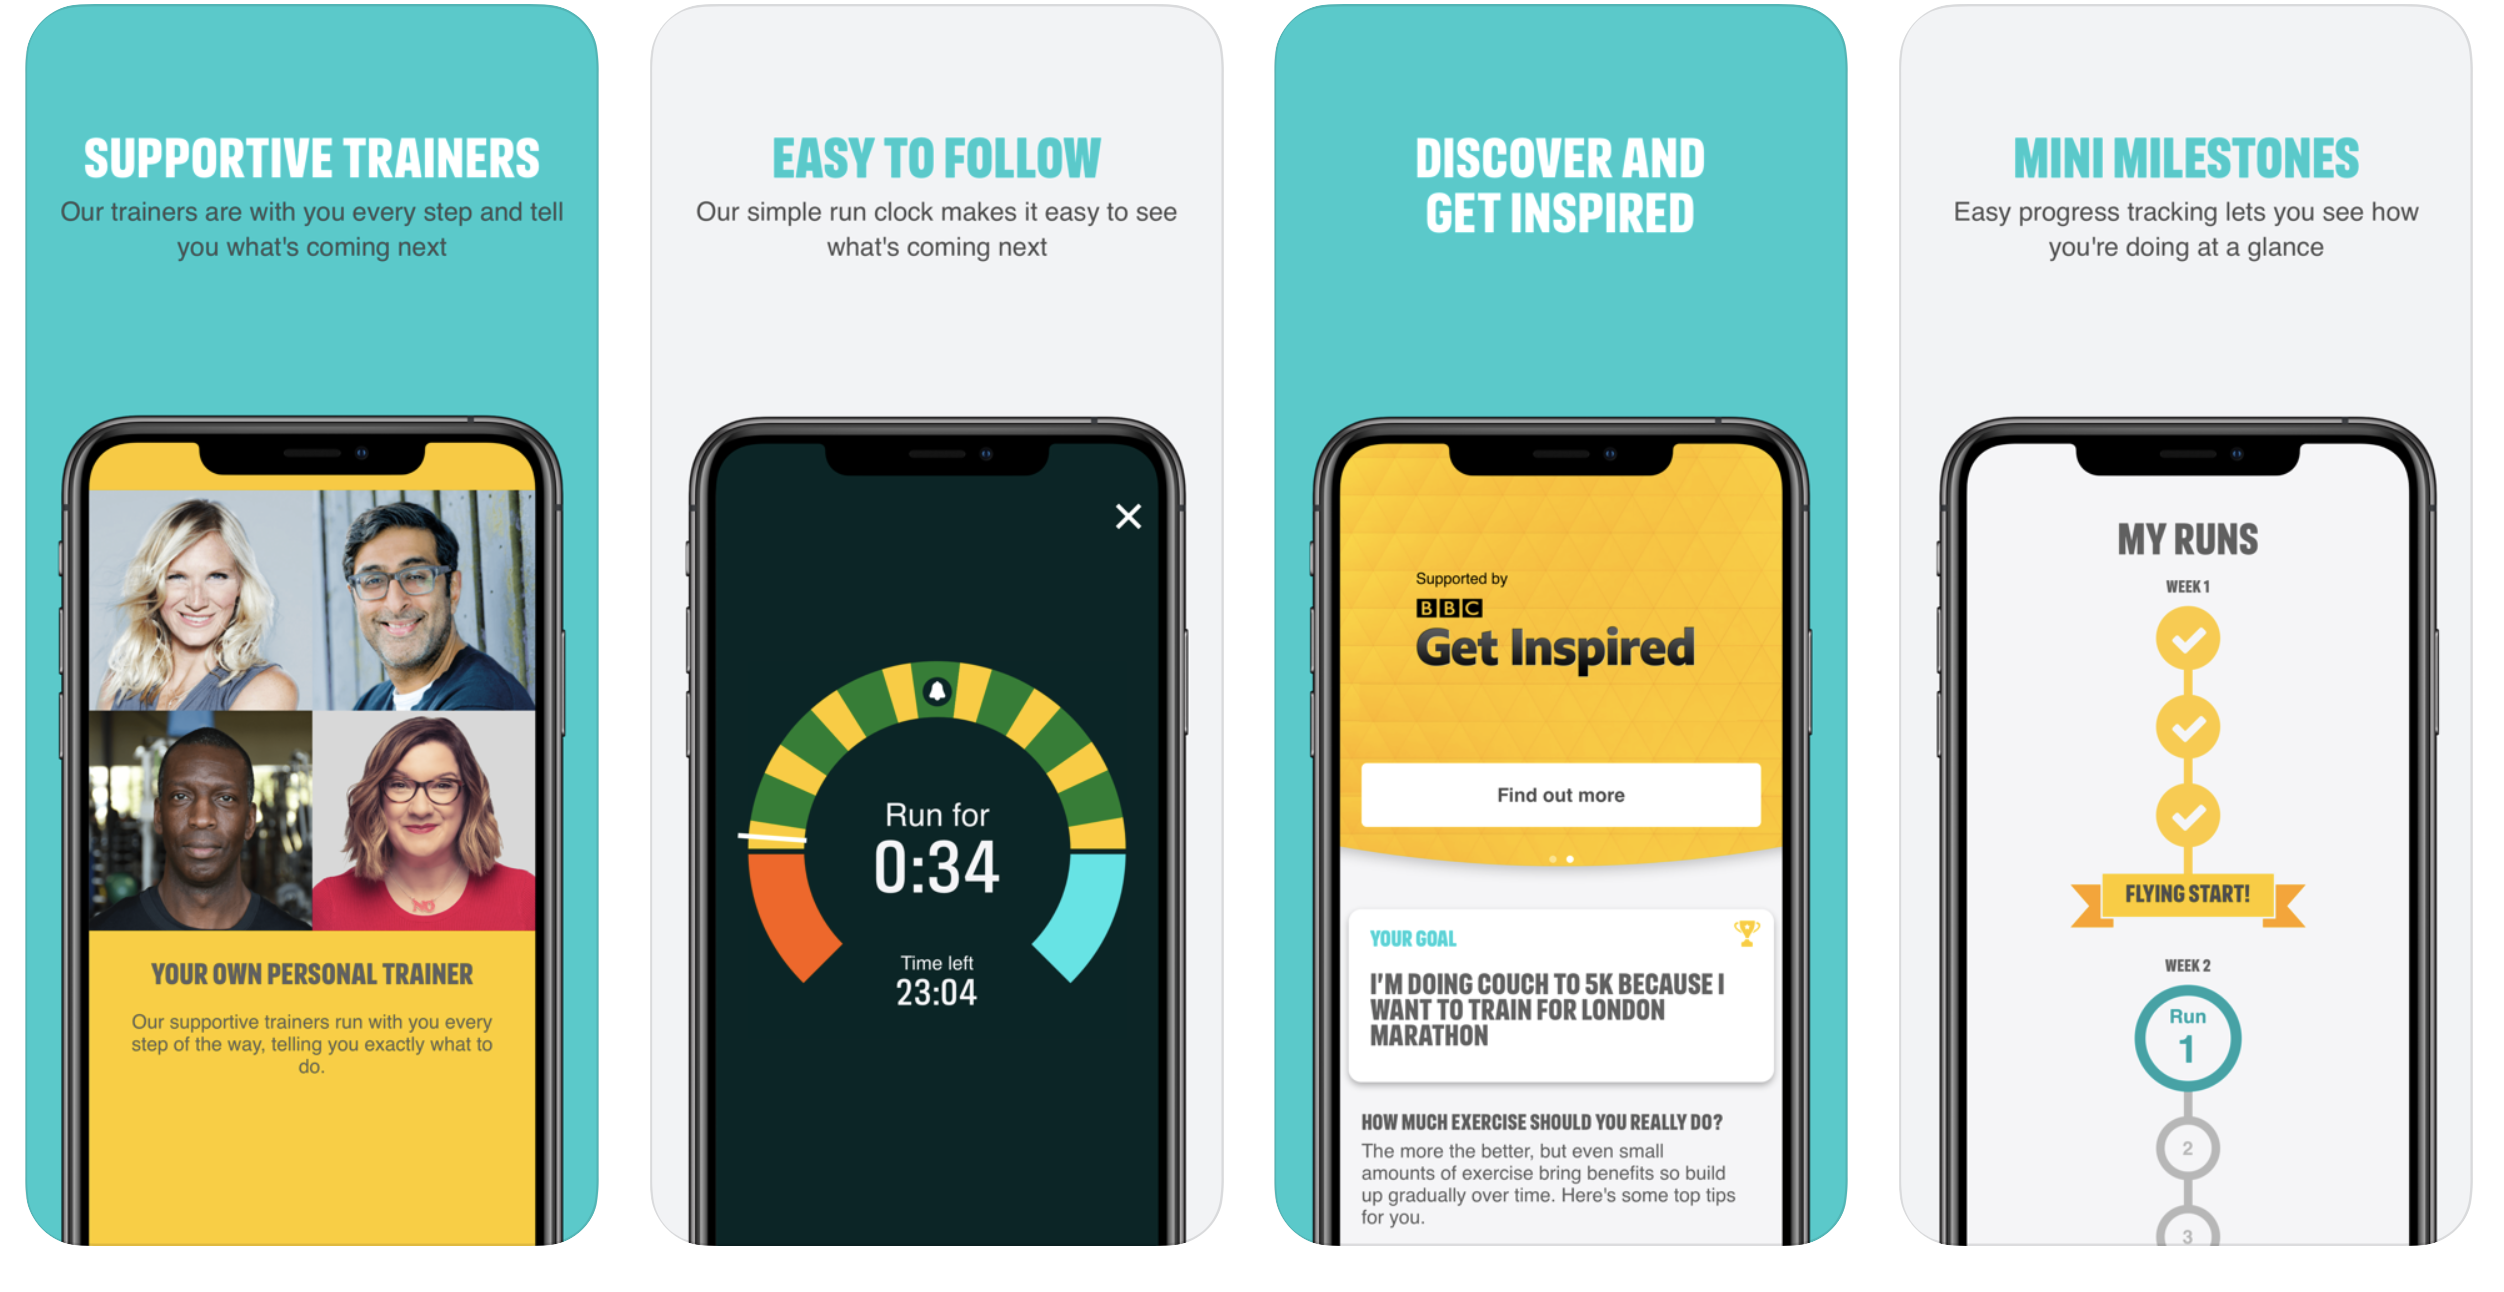 SUPPORTIVE TRAINERS
Our trainers are with you every step and tell
you what's coming next
YOUR OWN PERSONAL TRAINER
Our supportive trainers run with you every
step of the way, telling you exactly what to
do.
EASY TO FOLLOW
Our simple run clock makes it easy to see
what's coming next
Run for
0:34
Time left
23:04
DISCOVER AND
GET INSPIRED
Supported by
BBC
Get Inspired
Find out more
YOUR GOAL
I'M DOING COUCH TO 5K BECAUSE I
WANT TO TRAIN FOR LONDON
MARATHON
HOW MUCH EXERCISE SHOULD YOU REALLY DO?
The more the better, but even small
amounts of exercise bring benefits so build
up gradually over time. Here's some top tips
for you.
MINI MILESTONES
Easy progress tracking lets you see how
you're doing at a glance
MY RUNS
WEEK 1
FLYING START!
WEEK 2
Run
1
2
3